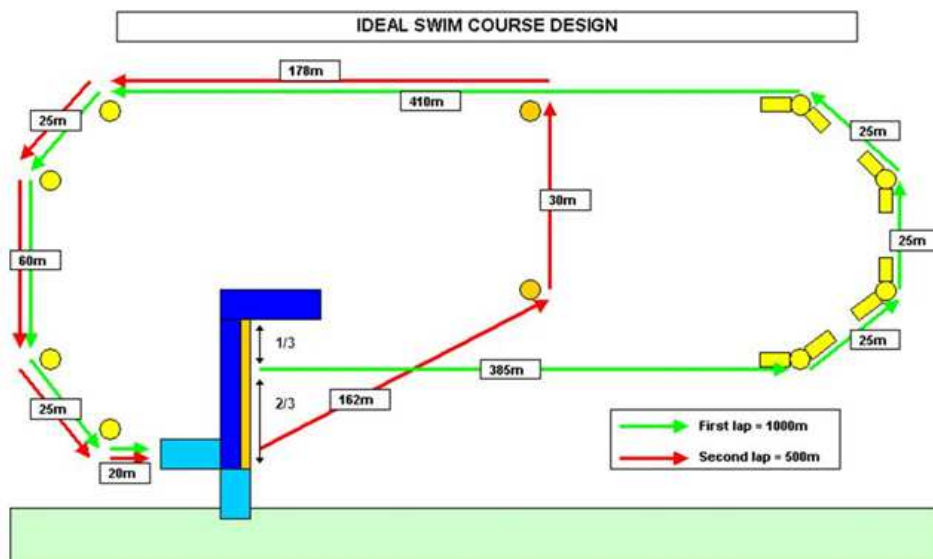 IDEAL SWIM COURSE DESIGN
178m
410m
25m
25m
30m
60m
25m
1/3
25m
385m
2/3
162m
25m
First lap = 1000m
Second lap = 500m
20m